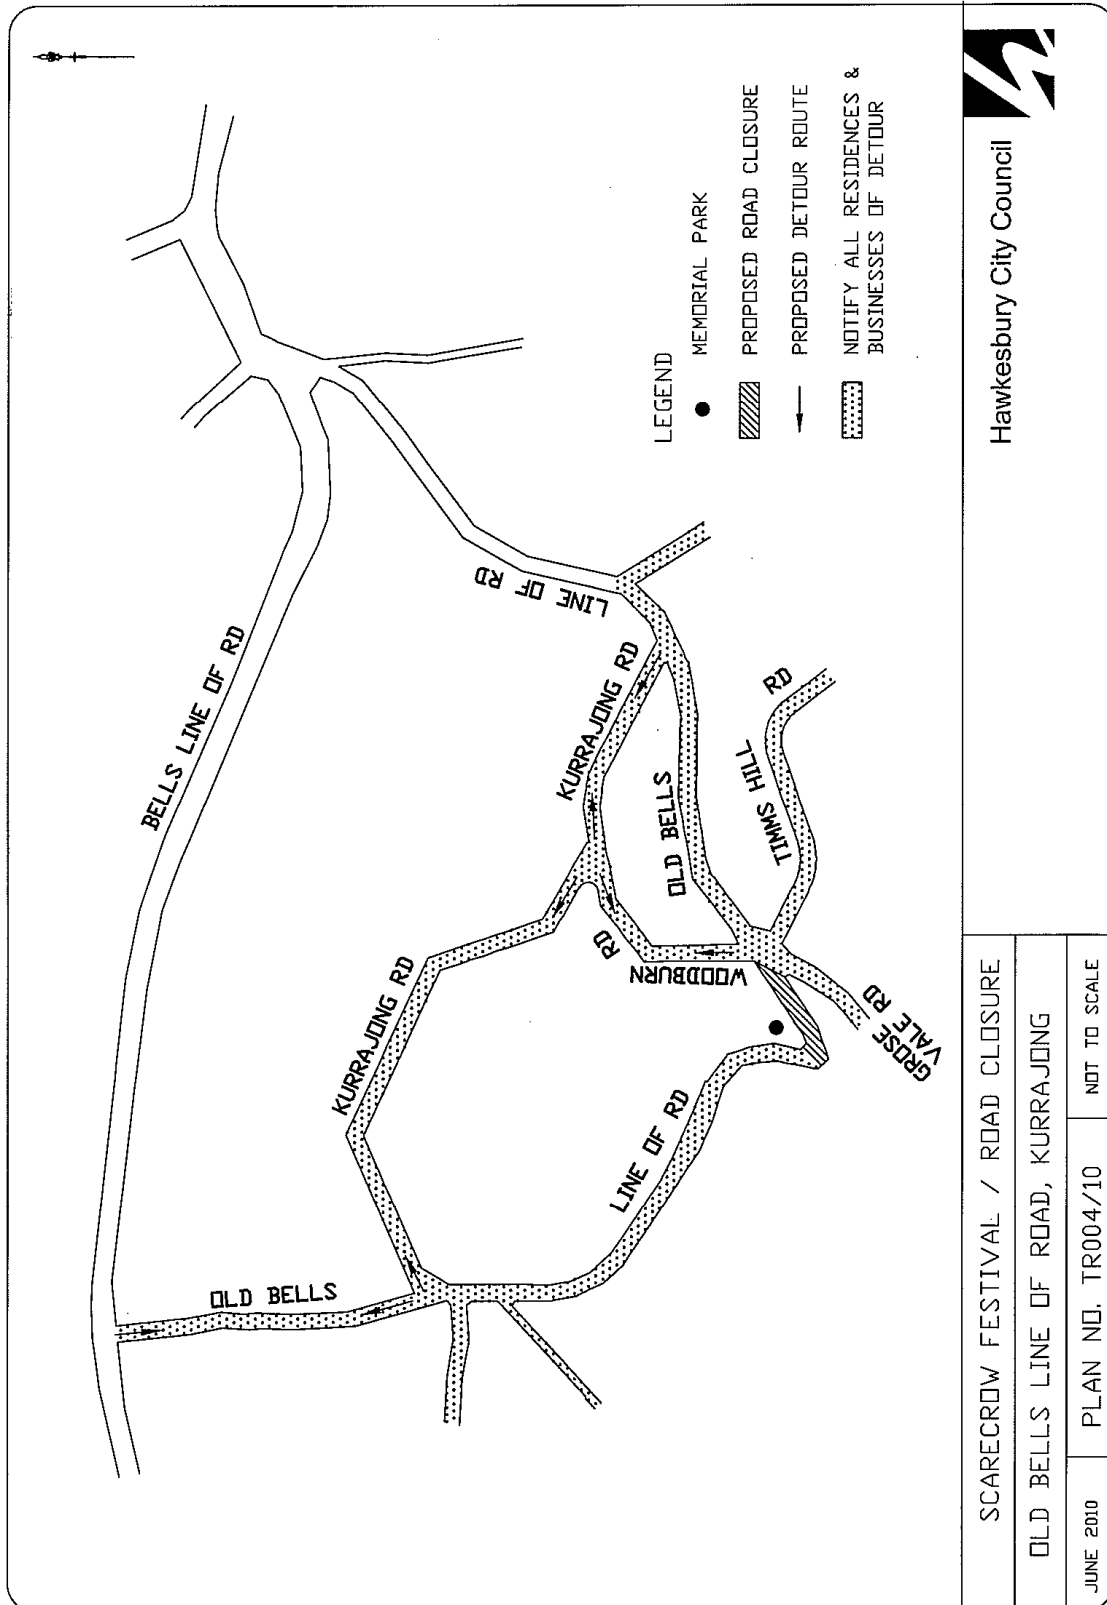 BELLS LINE OF RD
LINE OF RD
KURRAJONG RD
OLD BELLS
TIMMS HILL
RD
WOODBURN
RD
KURRAJONG RD
GROSE
VALE RD
LINE OF RD
OLD BELLS
LEGEND
MEMORIAL PARK
PROPOSED ROAD CLOSURE
PROPOSED DETOUR ROUTE
NOTIFY ALL RESIDENCES &
BUSINESSES OF DETOUR
SCARECROW FESTIVAL / ROAD CLOSURE
OLD BELLS LINE OF ROAD, KURRAJONG
JUNE 2010
PLAN NO. TR004/10
NOT TO SCALE
Hawkesbury City Council